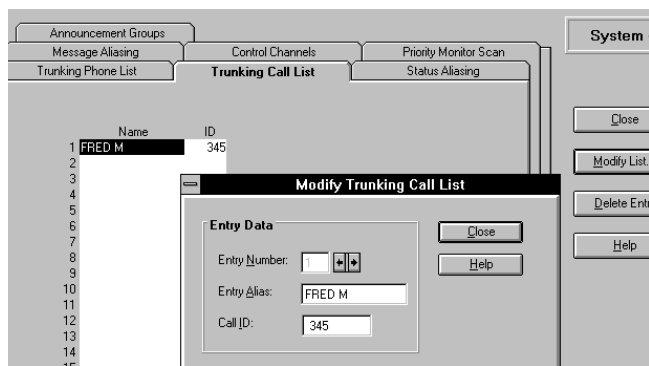 Announcement Groups
System
Message Aliasing Control Channels Priority Monitor Scan
Trunking Phone List Trunking Call List Status Aliasing
Close
Name ID
1 FRED M 345
Modify List.
2
3
Modify Trunking Call List
4
Delete Entr
5
Entry Data
6
Close
7
Help
8
Entry Number: 1
Help
9
10
Entry Alias: FRED M
11
12
Call ID: 345
13
14
15